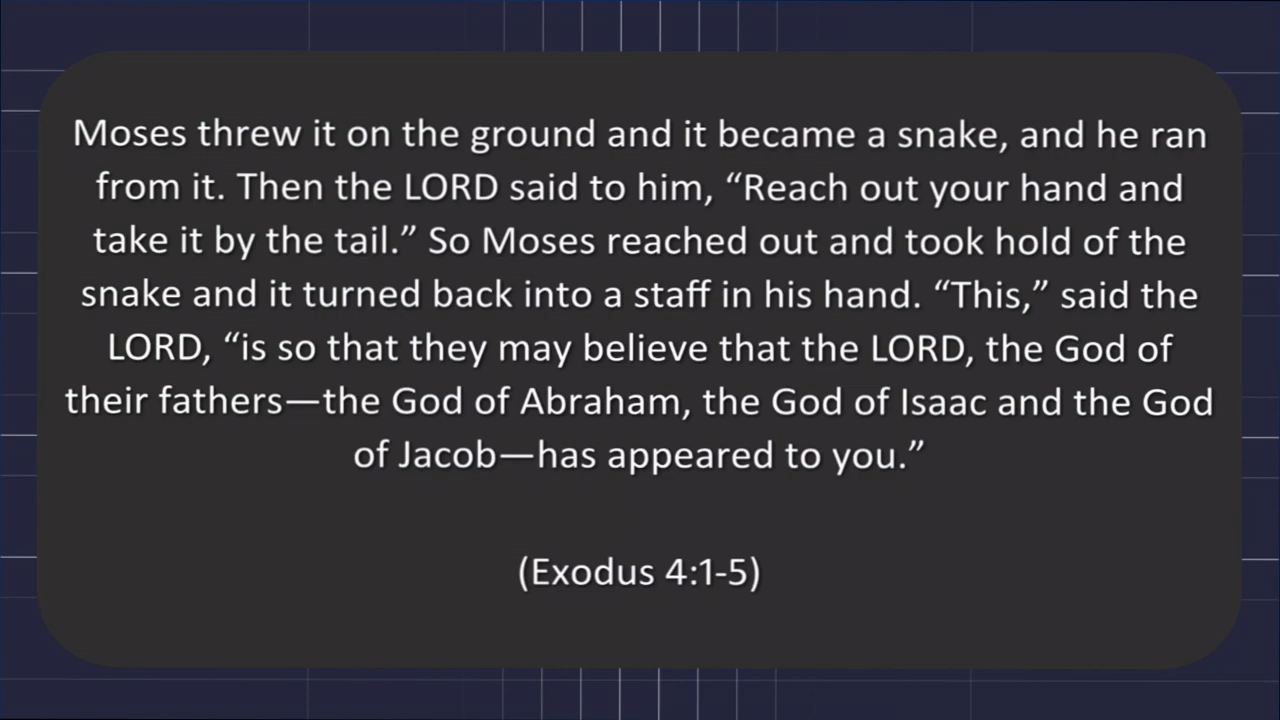 Moses threw it on the ground and it became a snake, and he ran
from it. Then the LORD said to him, “Reach out your hand and
take it by the tail.” So Moses reached out and took hold of the
snake and it turned back into a staff in his hand. “This,” said the
LORD, “is so that they may believe that the LORD, the God of
their fathers—the God of Abraham, the God of Isaac and the God
of Jacob—has appeared to you.”
(Exodus 4:1-5)